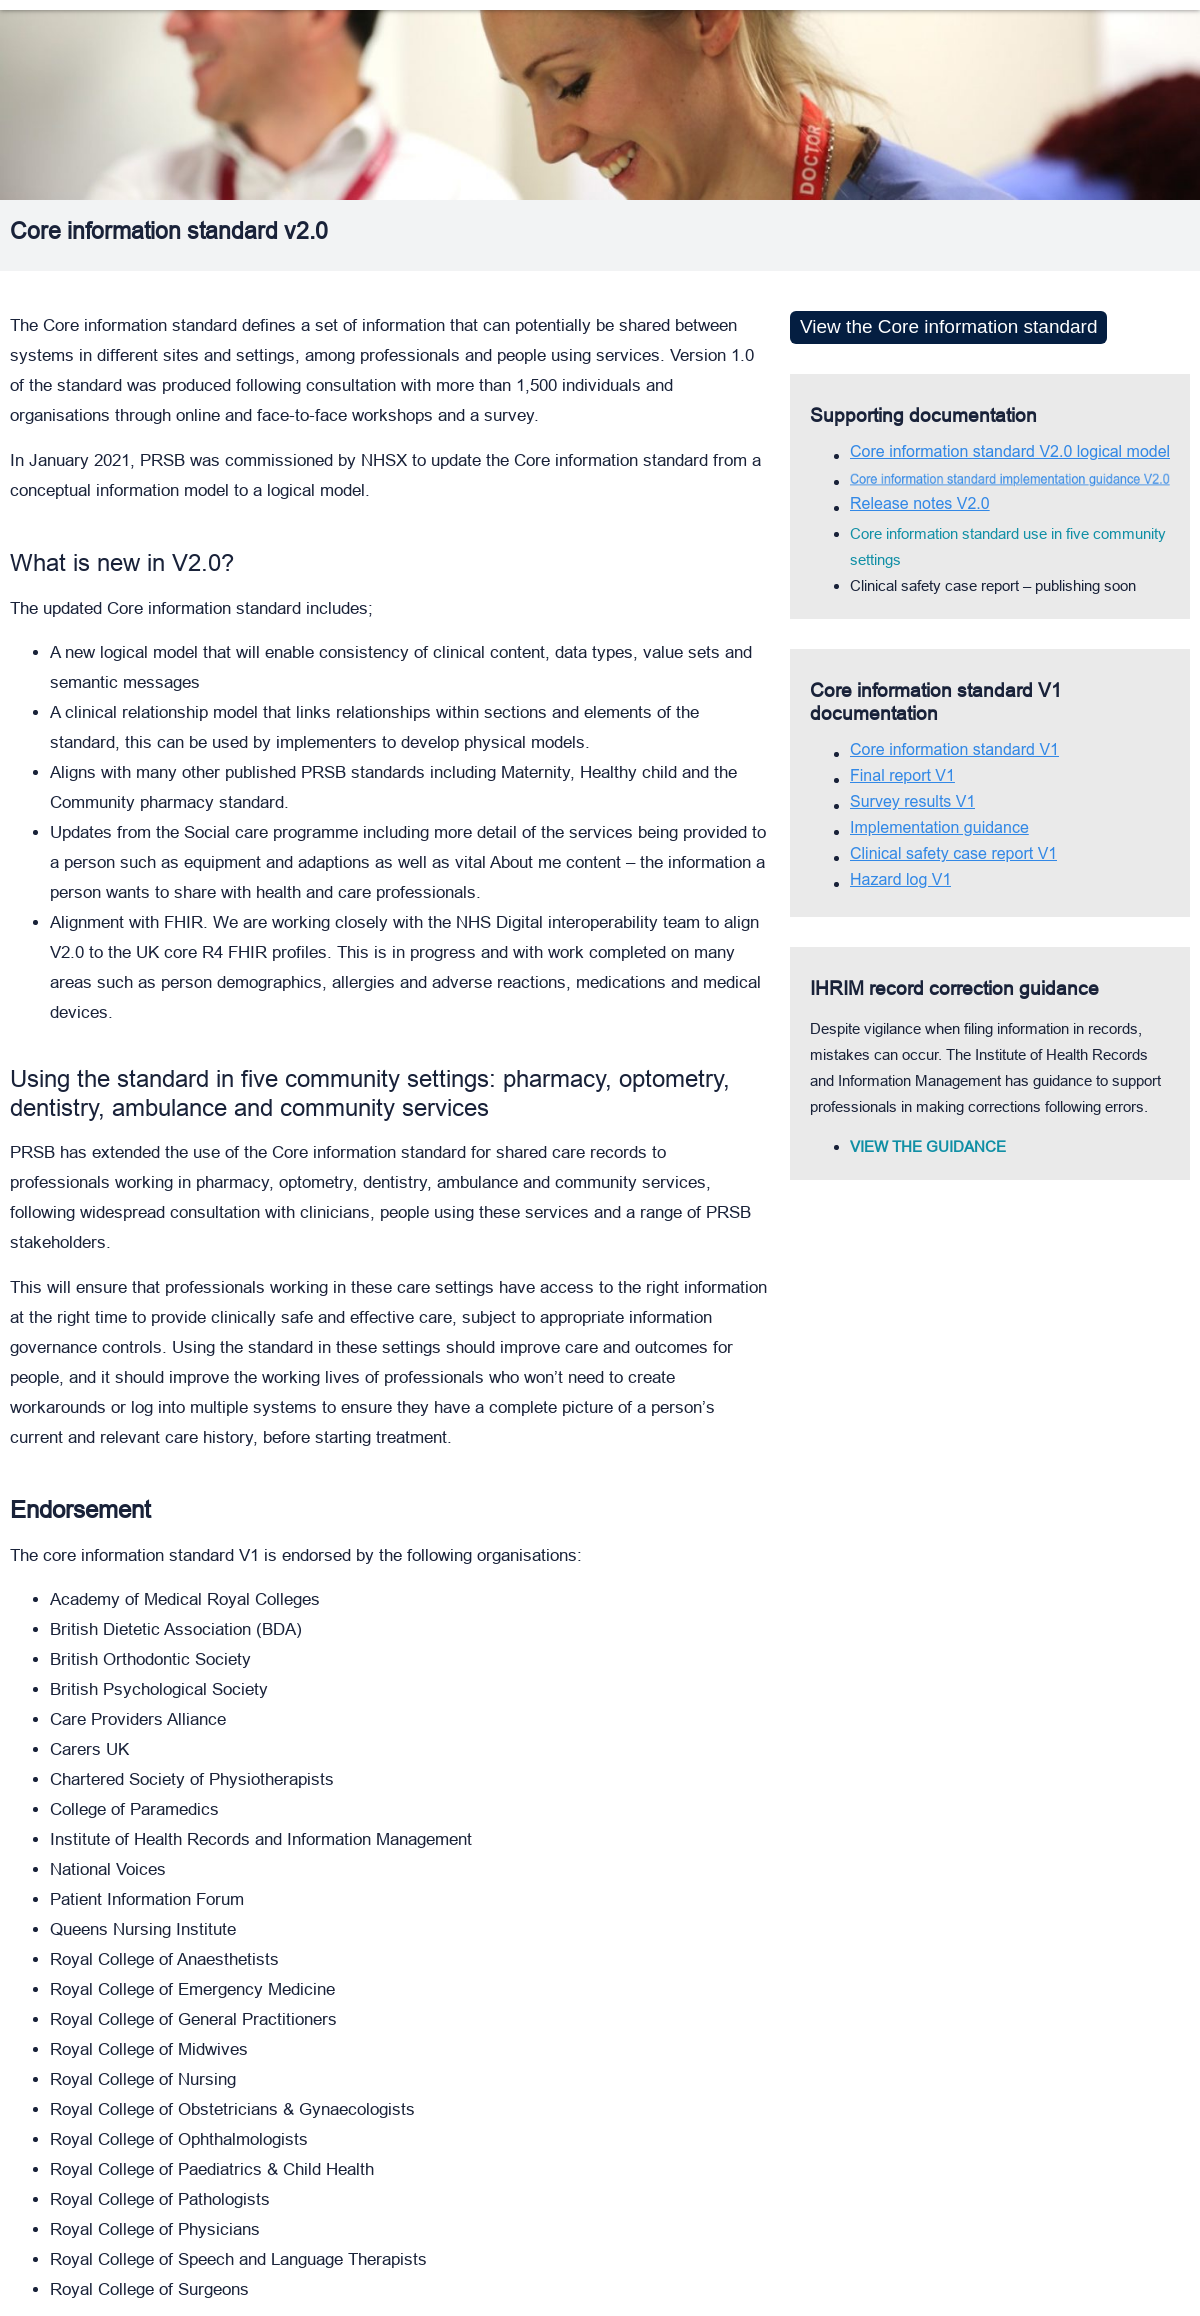 DOCTOR
Core information standard v2.0
The Core information standard defines a set of information that can potentially be shared between
systems in different sites and settings, among professionals and people using services. Version 1.0
of the standard was produced following consultation with more than 1,500 individuals and
organisations through online and face-to-face workshops and a survey.
In January 2021, PRSB was commissioned by NHSX to update the Core information standard from a
conceptual information model to a logical model.
What is new in V2.0?
The updated Core information standard includes;
• A new logical model that will enable consistency of clinical content, data types, value sets and
semantic messages
• A clinical relationship model that links relationships within sections and elements of the
standard, this can be used by implementers to develop physical models.
• Aligns with many other published PRSB standards including Maternity, Healthy child and the
Community pharmacy standard.
• Updates from the Social care programme including more detail of the services being provided to
a person such as equipment and adaptions as well as vital About me content – the information a
person wants to share with health and care professionals.
• Alignment with FHIR. We are working closely with the NHS Digital interoperability team to align
V2.0 to the UK core R4 FHIR profiles. This is in progress and with work completed on many
areas such as person demographics, allergies and adverse reactions, medications and medical
devices.
Using the standard in five community settings: pharmacy, optometry,
dentistry, ambulance and community services
PRSB has extended the use of the Core information standard for shared care records to
professionals working in pharmacy, optometry, dentistry, ambulance and community services,
following widespread consultation with clinicians, people using these services and a range of PRSB
stakeholders.
This will ensure that professionals working in these care settings have access to the right information
at the right time to provide clinically safe and effective care, subject to appropriate information
governance controls. Using the standard in these settings should improve care and outcomes for
people, and it should improve the working lives of professionals who won’t need to create
workarounds or log into multiple systems to ensure they have a complete picture of a person’s
current and relevant care history, before starting treatment.
Endorsement
The core information standard V1 is endorsed by the following organisations:
• Academy of Medical Royal Colleges
• British Dietetic Association (BDA)
• British Orthodontic Society
• British Psychological Society
• Care Providers Alliance
• Carers UK
• Chartered Society of Physiotherapists
• College of Paramedics
• Institute of Health Records and Information Management
• National Voices
• Patient Information Forum
• Queens Nursing Institute
• Royal College of Anaesthetists
• Royal College of Emergency Medicine
• Royal College of General Practitioners
• Royal College of Midwives
• Royal College of Nursing
• Royal College of Obstetricians & Gynaecologists
• Royal College of Ophthalmologists
• Royal College of Paediatrics & Child Health
• Royal College of Pathologists
• Royal College of Physicians
• Royal College of Speech and Language Therapists
• Royal College of Surgeons
View the Core information standard
Supporting documentation
• Core information standard V2.0 logical model
• Core information standard implementation guidance V2.0
• Release notes V2.0
• Core information standard use in five community
settings
• Clinical safety case report – publishing soon
Core information standard V1
documentation
• Core information standard V1
• Final report V1
• Survey results V1
• Implementation guidance
• Clinical safety case report V1
• Hazard log V1
IHRIM record correction guidance
Despite vigilance when filing information in records,
mistakes can occur. The Institute of Health Records
and Information Management has guidance to support
professionals in making corrections following errors.
• VIEW THE GUIDANCE